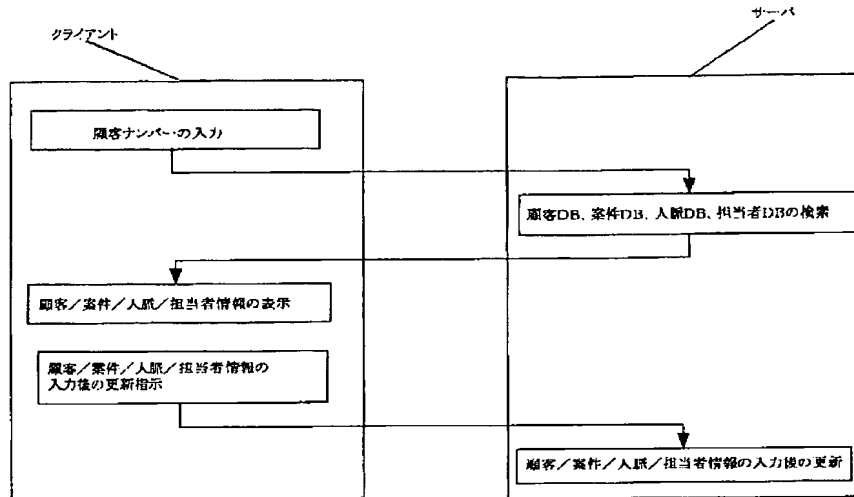 クライアント
サーバ
顧客ナンバーの入力
顧客DB、案件DB、人脈DB、担当者DBの検索
顧客／案件／人脈／担当者情報の表示
顧客／案件／人脈／担当者情報の
入力後の更新指示
顧客／案件／人脈／担当者情報の入力後の更新